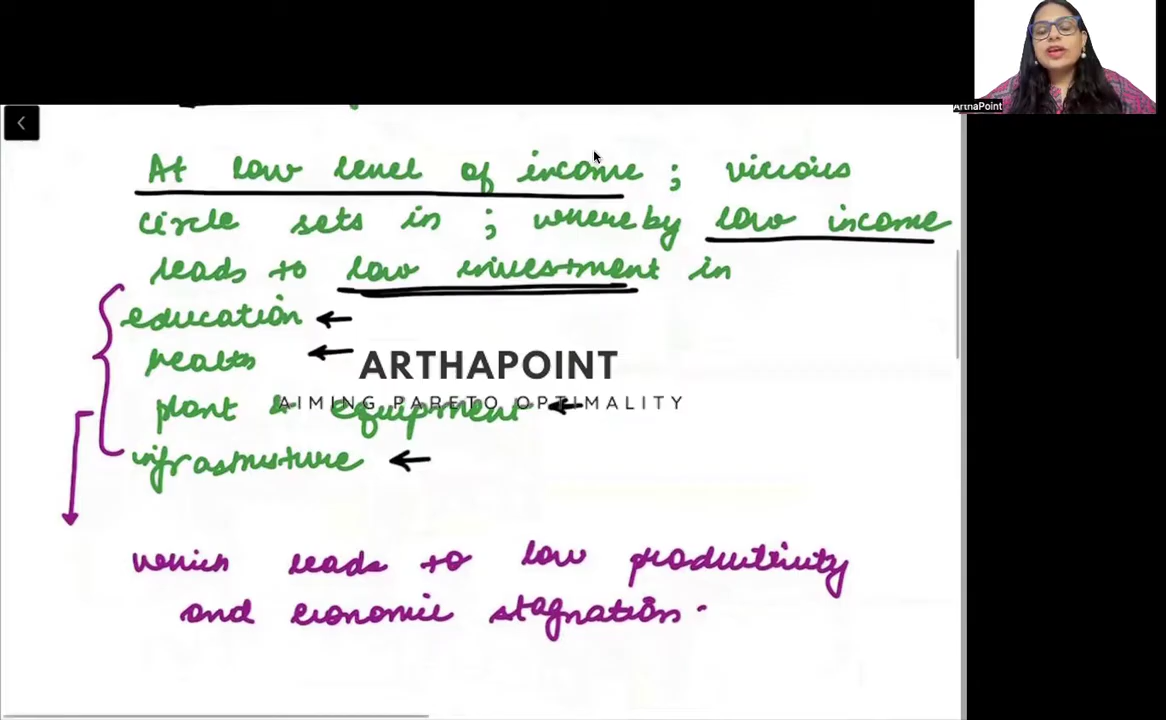 ArthaPoint
At low level of income ; vicious
circle sets in ; whereby low income
leads to low investment in
education
health
ARTHAPOINT
plant & equipment
AIMING PARETO OPTIMALITY
infrastructure
which leads to low productivity
and economic stagnation.